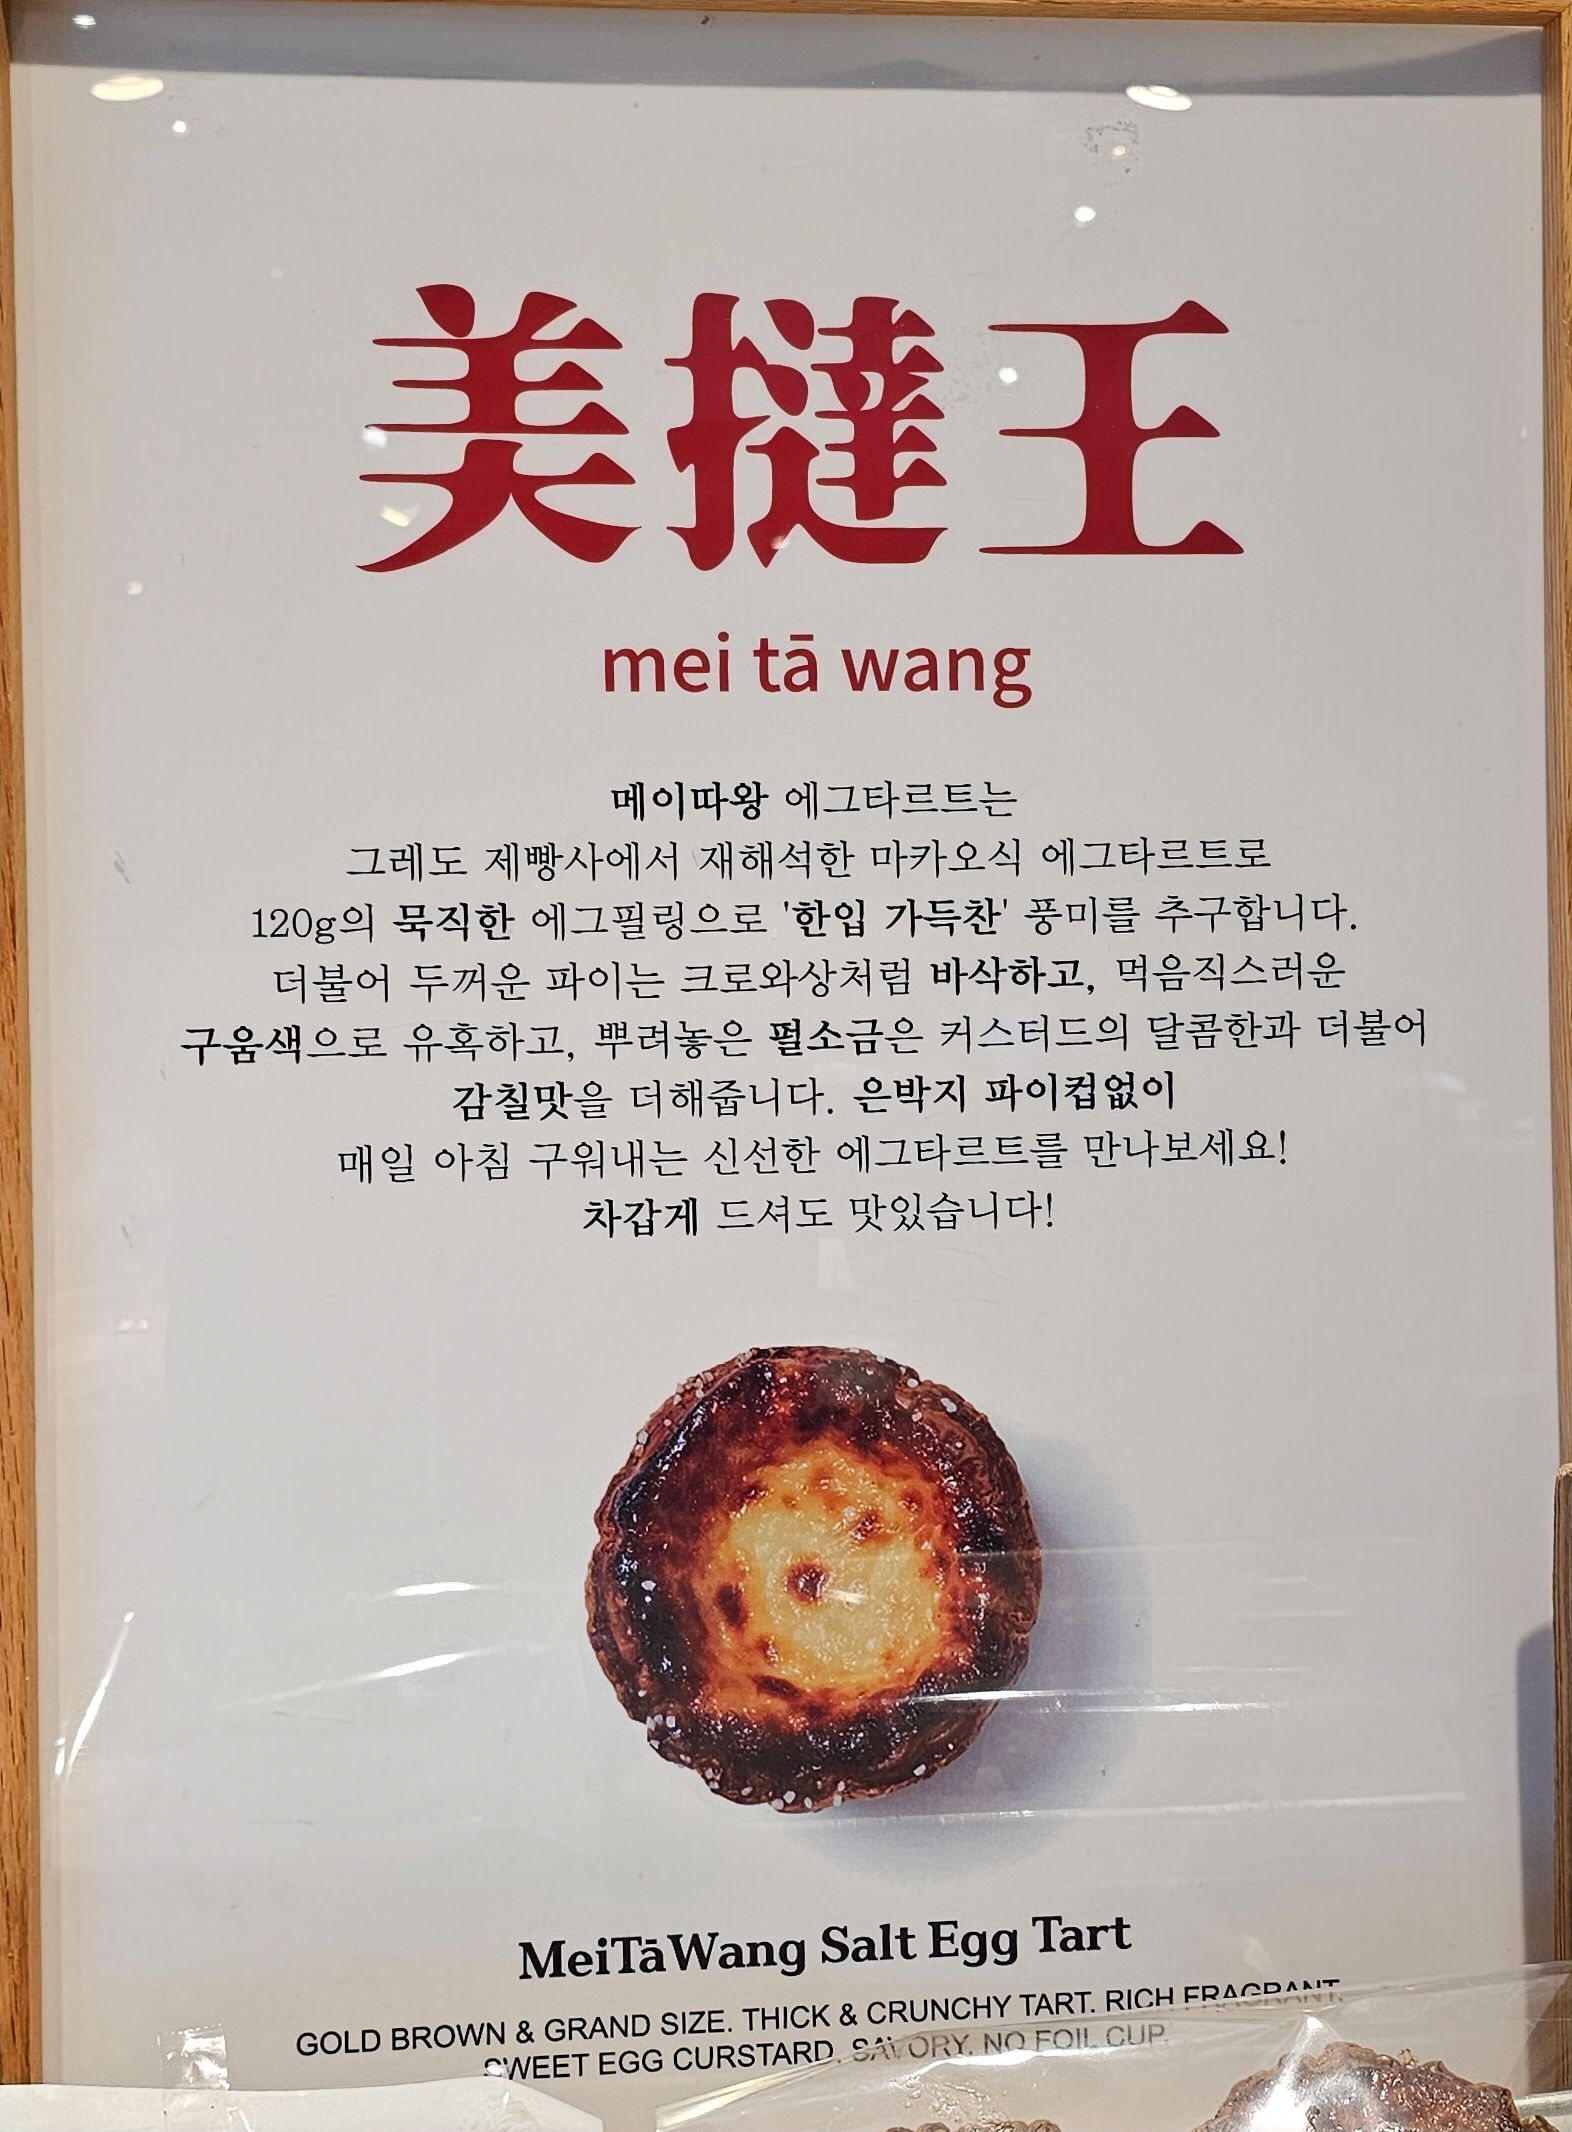 美撻王
mei tā wang
메이따왕 에그타르트는
그레도 제빵사에서 재해석한 마카오식 에그타르트로
120g의 묵직한 에그필링으로 '한입 가득찬' 풍미를 추구합니다.
더불어 두꺼운 파이는 크로와상처럼 바삭하고, 먹음직스러운
구움색으로 유혹하고, 뿌려놓은 펄소금은 커스터드의 달콤한과 더불어
감칠맛을 더해줍니다. 은박지 파이컵없이
매일 아침 구워내는 신선한 에그타르트를 만나보세요!
차갑게 드셔도 맛있습니다!
MeiTāWang Salt Egg Tart
GOLD BROWN & GRAND SIZE. THICK & CRUNCHY TART. RICH FRAGRANT.
SWEET EGG CURSTARD. SAVORY. NO FOIL CUP.